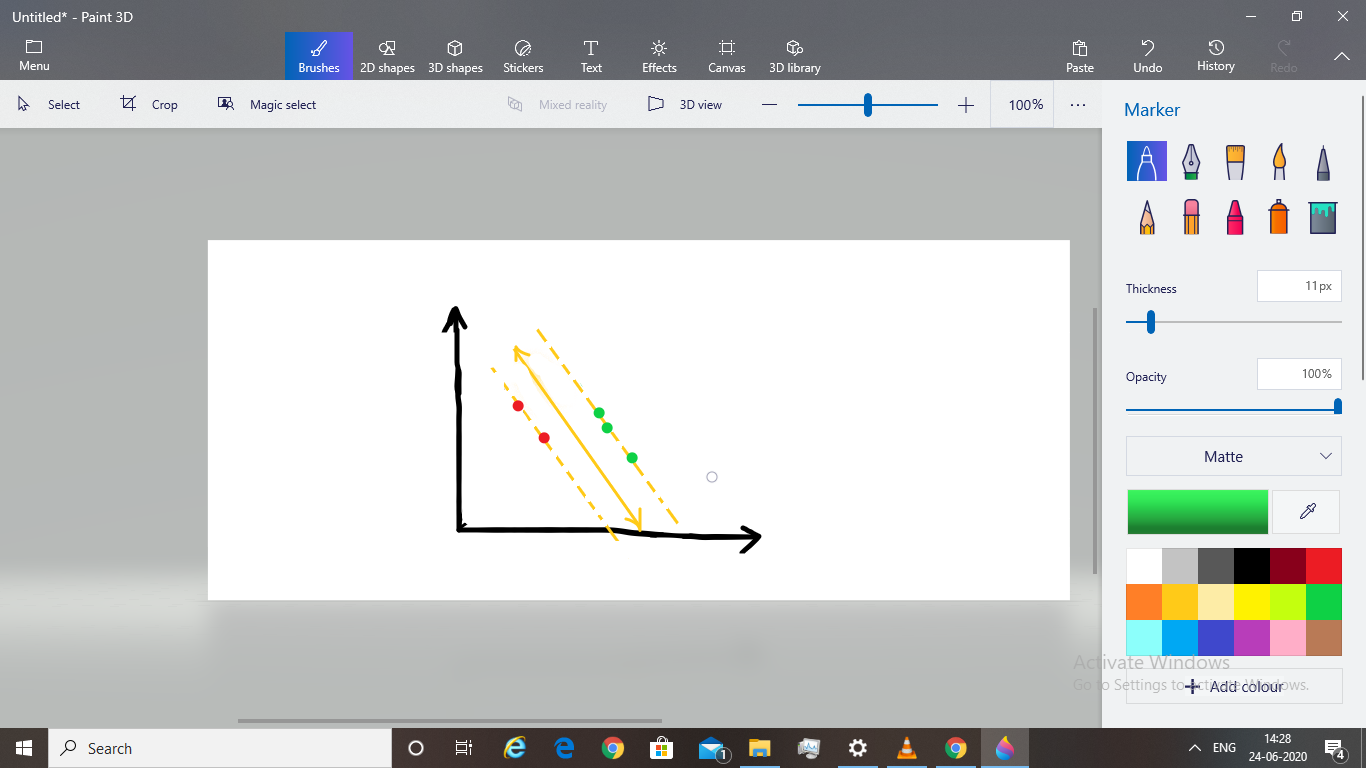 Untitled* - Paint 3D
Menu
Brushes 2D shapes 3D shapes Stickers Text Effects Canvas 3D library Paste Undo History Redo
Select Crop Magic select Mixed reality 3D view 100% ...
Marker
Thickness 11px
Opacity 100%
Matte
Activate Windows
Go to Settings to activate Windows.
Add colour
Search 1 ENG 14:28
24-06-2020 4